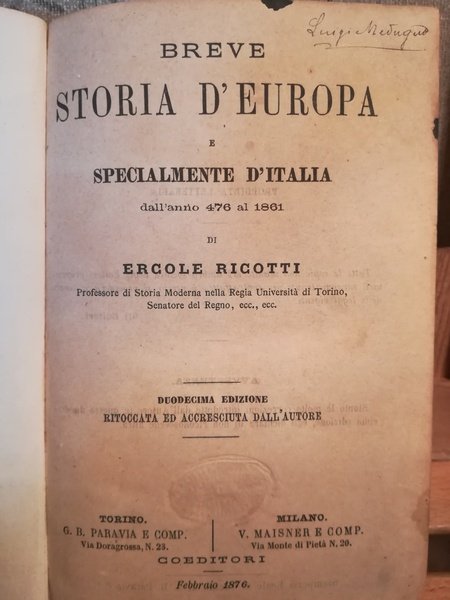 Luigi
BREVE
STORIA D'EUROPA
E
SPECIALMENTE D'ITALIA
dall'anno 476 al 1861
DI
ERCOLE RICOTTI
Professore di Storia Moderna nella Regia Università di Torino,
Senatore del Regno, ecc., ecc.
DUODECIMA EDIZIONE
RITOCCATA ED ACCRESCIUTA DALL'AUTORE
TORINO.
G. B. PARAVIA E COMP.
Via Doragrossa, N. 23.
MILANO.
V. MAISNER E COMP.
Via Monte di Pietà N. 20.
COEDITORI
Febbraio 1876.